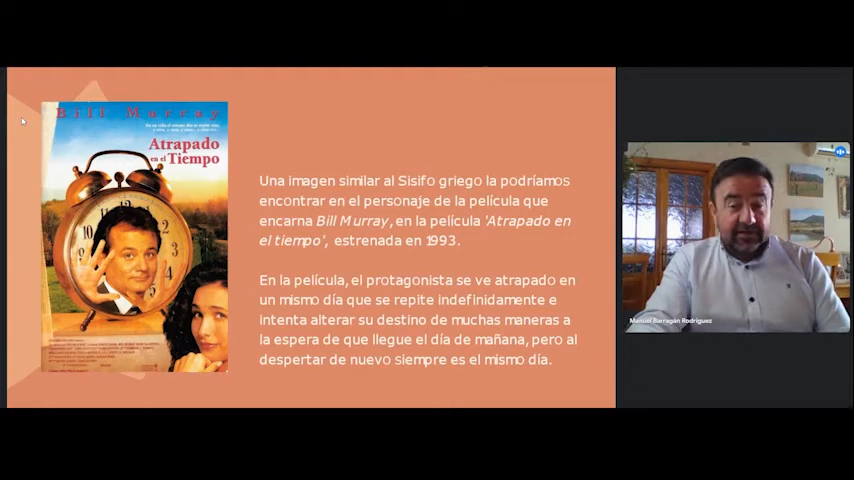 Bill Murray
Atrapado
en el Tiempo
Una imagen similar al Sisifo griego la podríamos
encontrar en el personaje de la película que
encarna Bill Murray, en la película 'Atrapado en
el tiempo', estrenada en 1993.
En la película, el protagonista se ve atrapado en
un mismo día que se repite indefinidamente e
intenta alterar su destino de muchas maneras a
la espera de que llegue el día de mañana, pero al
despertar de nuevo siempre es el mismo día.
Manuel Barragán Rodríguez